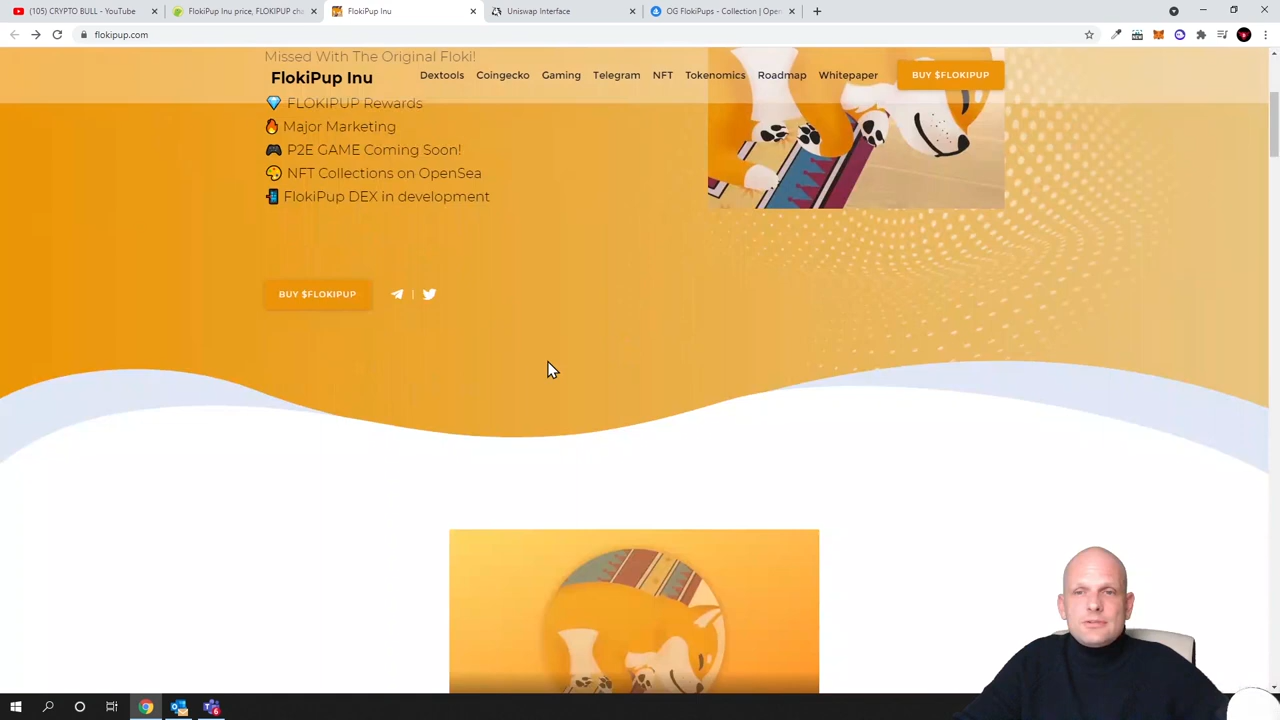 (105) CRYPTO BULL - YouTube
FlokiPup Inu price, FLOKIPUP cha
FlokiPup Inu
Uniswap Interface
OG FlokiPups - Collection | Open
flokipup.com
Missed With The Original Floki!
FlokiPup Inu
Dextools
Coingecko
Gaming
Telegram
NFT
Tokenomics
Roadmap
Whitepaper
BUY $FLOKIPUP
FLOKIPUP Rewards
Major Marketing
P2E GAME Coming Soon!
NFT Collections on OpenSea
FlokiPup DEX in development
BUY $FLOKIPUP